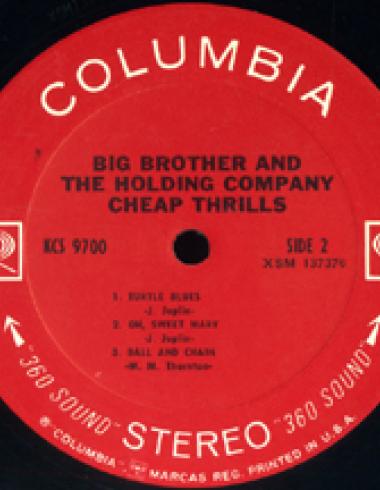 COLUMBIA
BIG BROTHER AND
THE HOLDING COMPANY
CHEAP THRILLS
KCS 9700
SIDE 2
XSM 137376
1. TURTLE BLUES
-J. Joplin-
2. OH, SWEET MARY
-J. Joplin-
3. BALL AND CHAIN
-W. M. Thornton-
"360 SOUND" STEREO "360 SOUND"
® "COLUMBIA", MARCAS REG. PRINTED IN U.S.A.